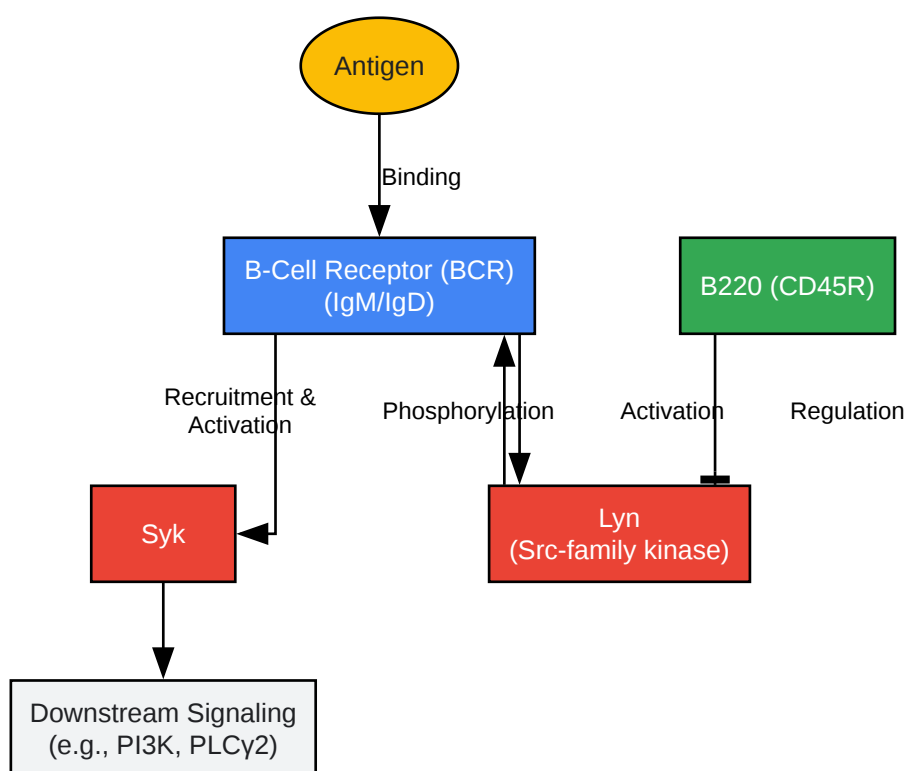 Antigen
Binding
B-Cell Receptor (BCR)
(IgM/IgD)
B220 (CD45R)
Recruitment &
Activation
Phosphorylation
Activation
Regulation
Syk
Lyn
(Src-family kinase)
Downstream Signaling
(e.g., PI3K, PLCγ2)